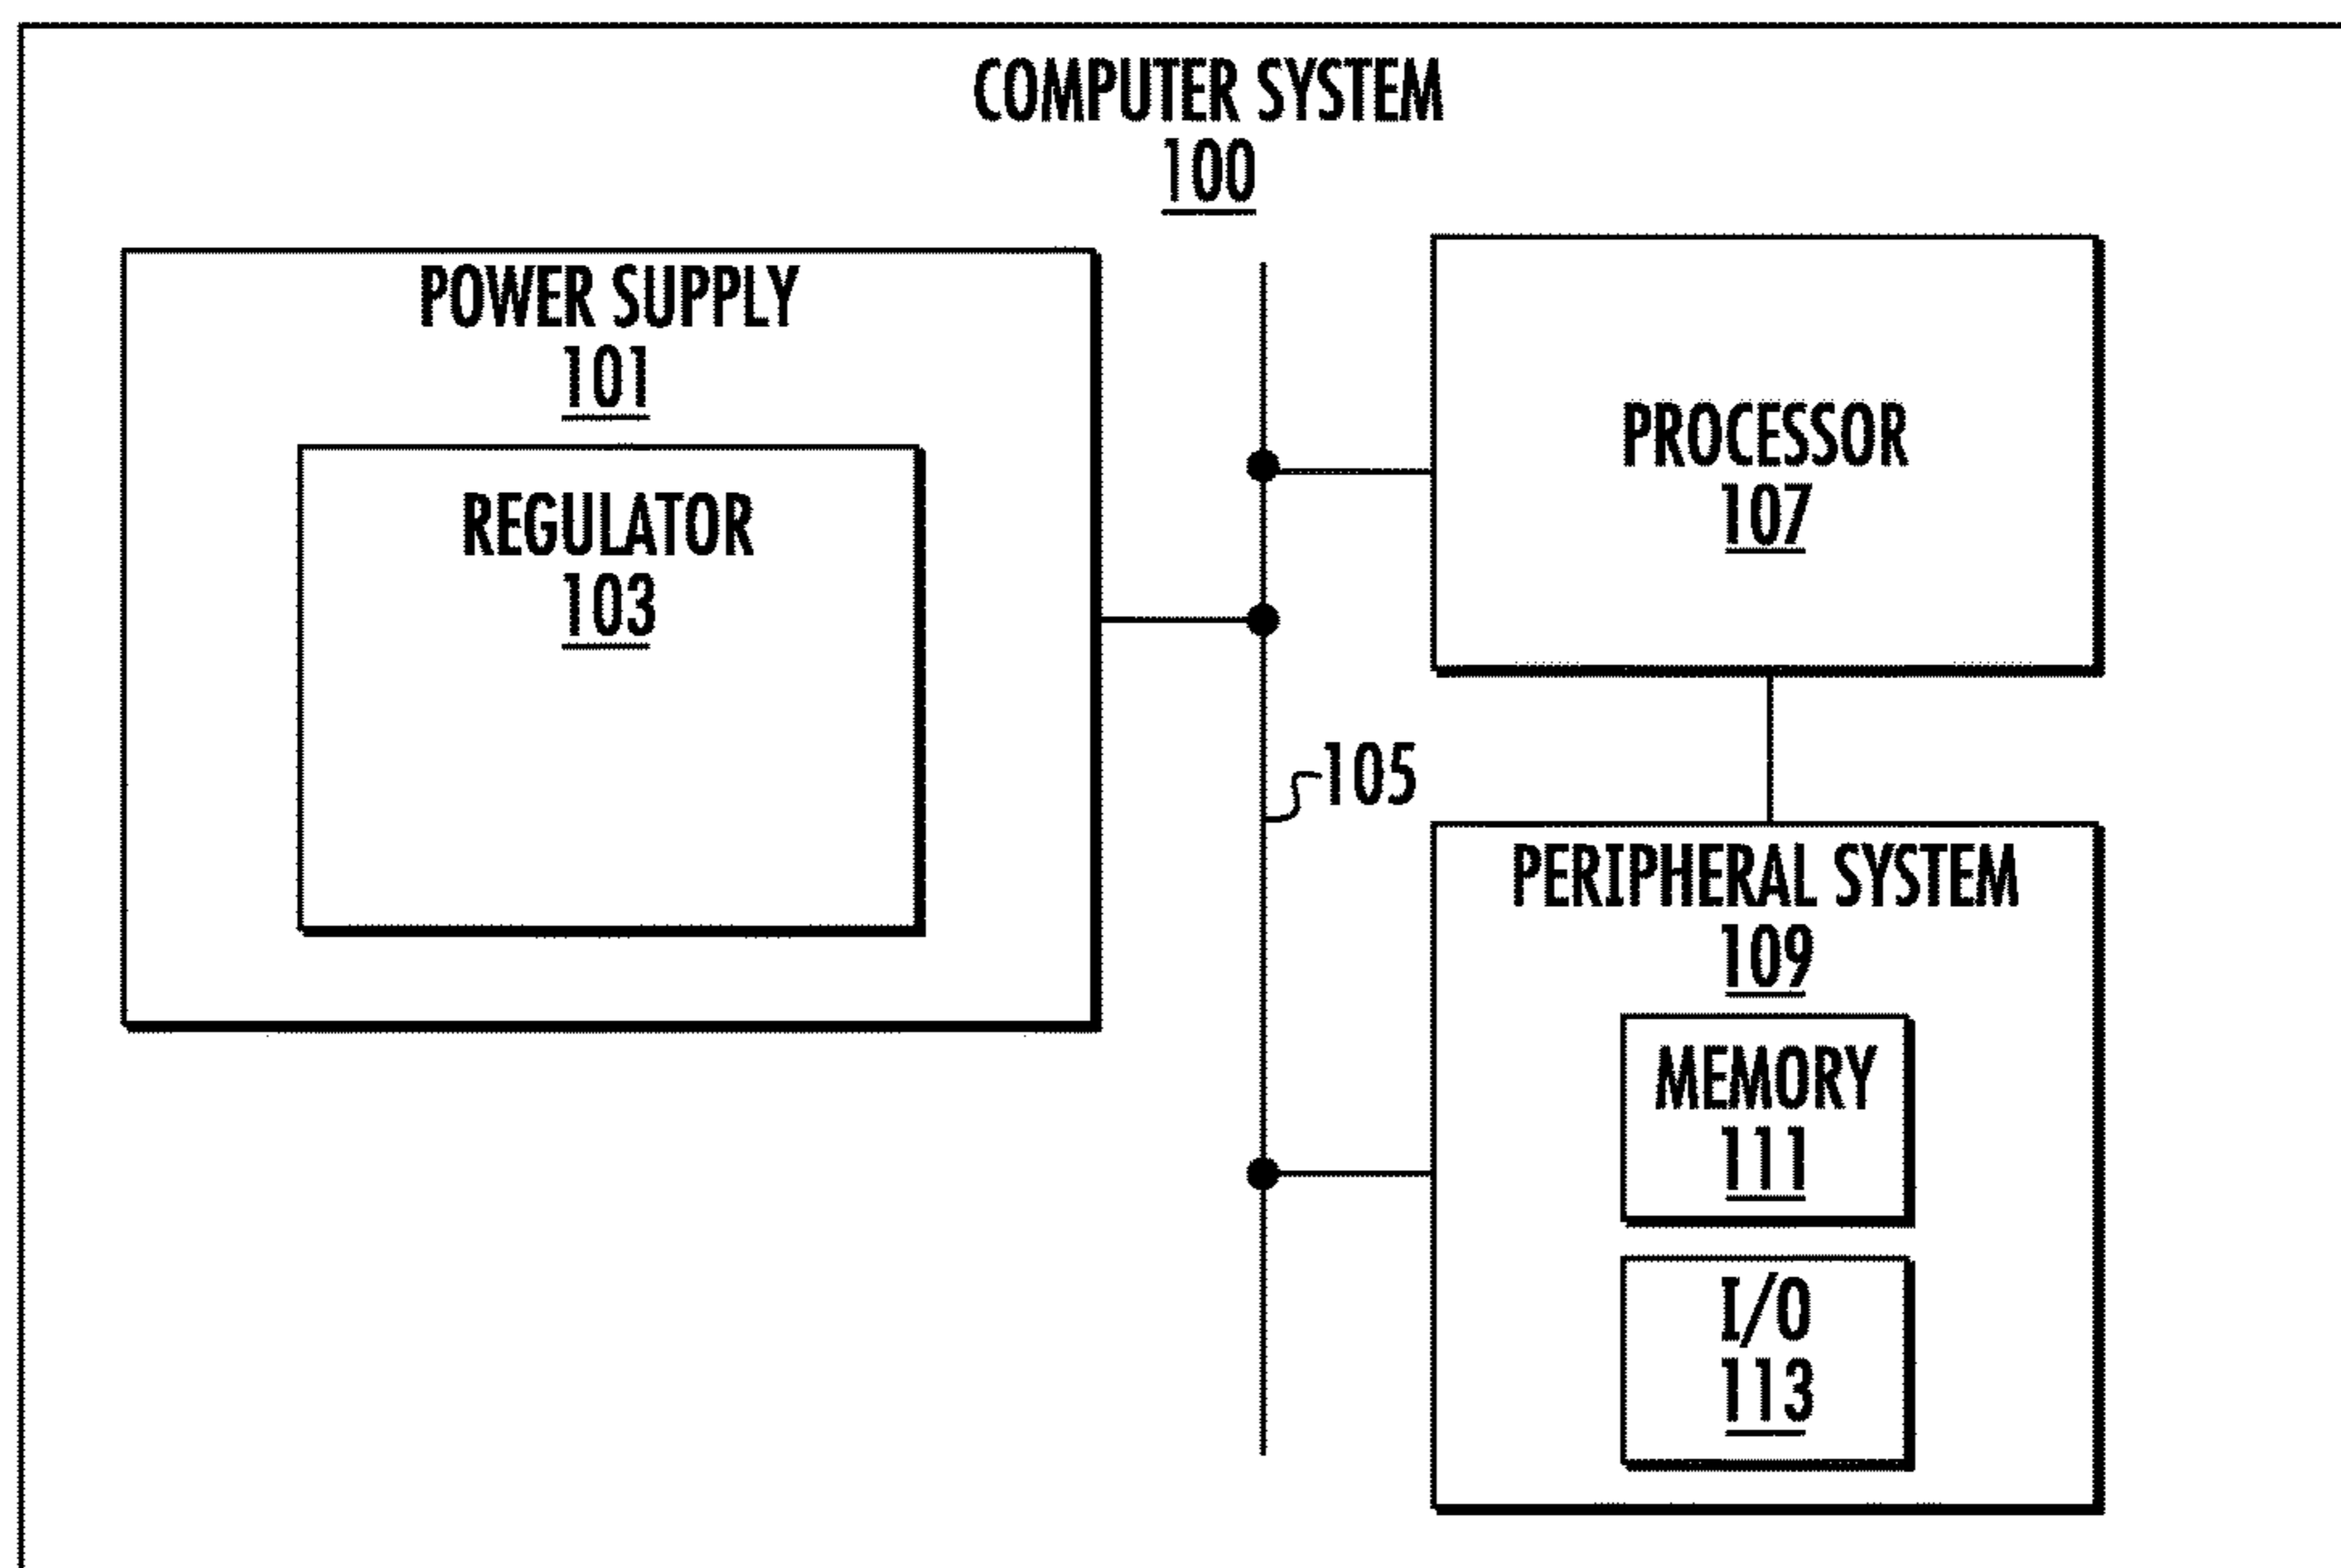 COMPUTER SYSTEM
100
POWER SUPPLY
101
REGULATOR
103
105
PROCESSOR
107
PERIPHERAL SYSTEM
109
MEMORY
111
I/O
113